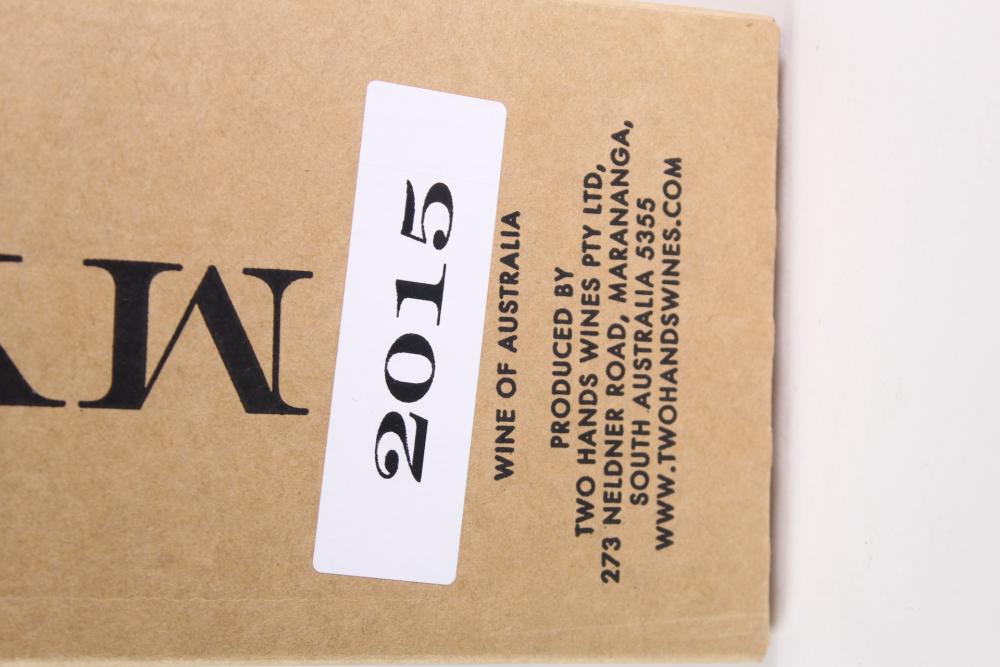 MY
2015
WINE OF AUSTRALIA
PRODUCED BY
TWO HANDS WINES PTY LTD,
273 NELDNER ROAD, MARANANGA,
SOUTH AUSTRALIA 5355
WWW.TWOHANDSWINES.COM